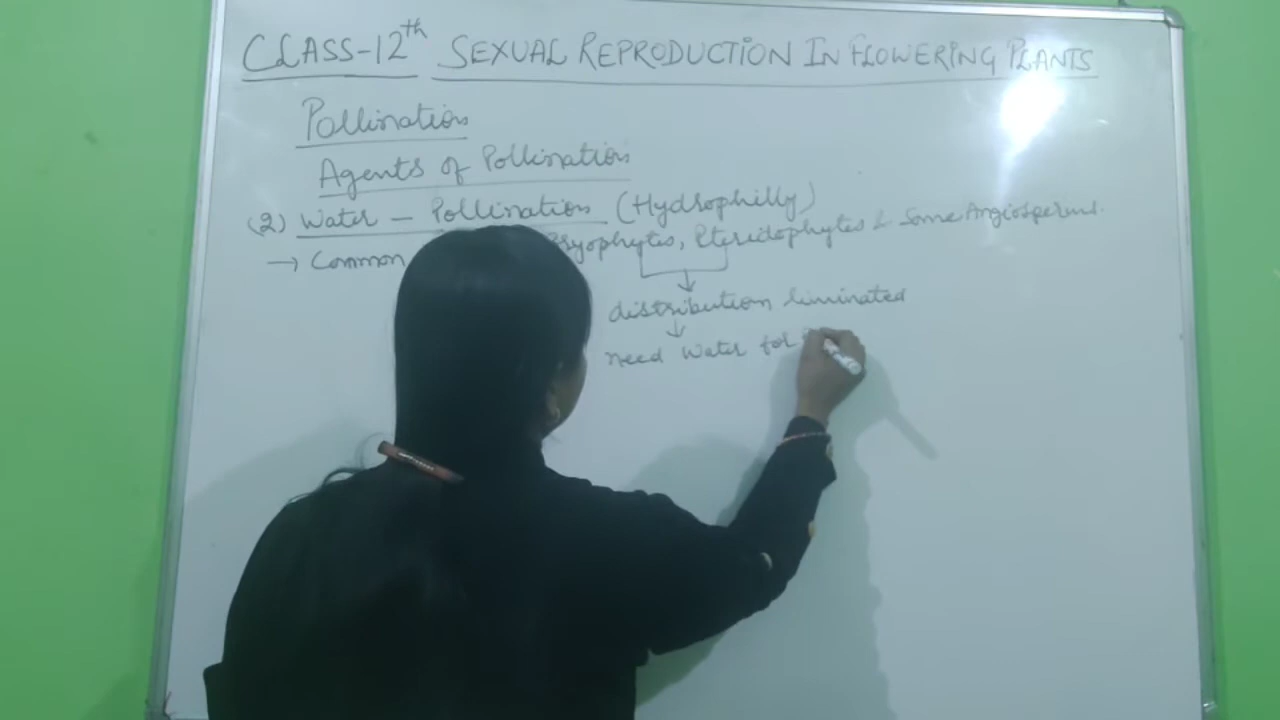 CLASS-12th SEXUAL REPRODUCTION IN FLOWERING PLANTS
Pollination
Agents of Pollination
(2) Water - Pollination (Hydrophilly)
→ Common Bryophytes, Pteridophytes & Some Angiosperms.
distribution liminated
↓
need Water for